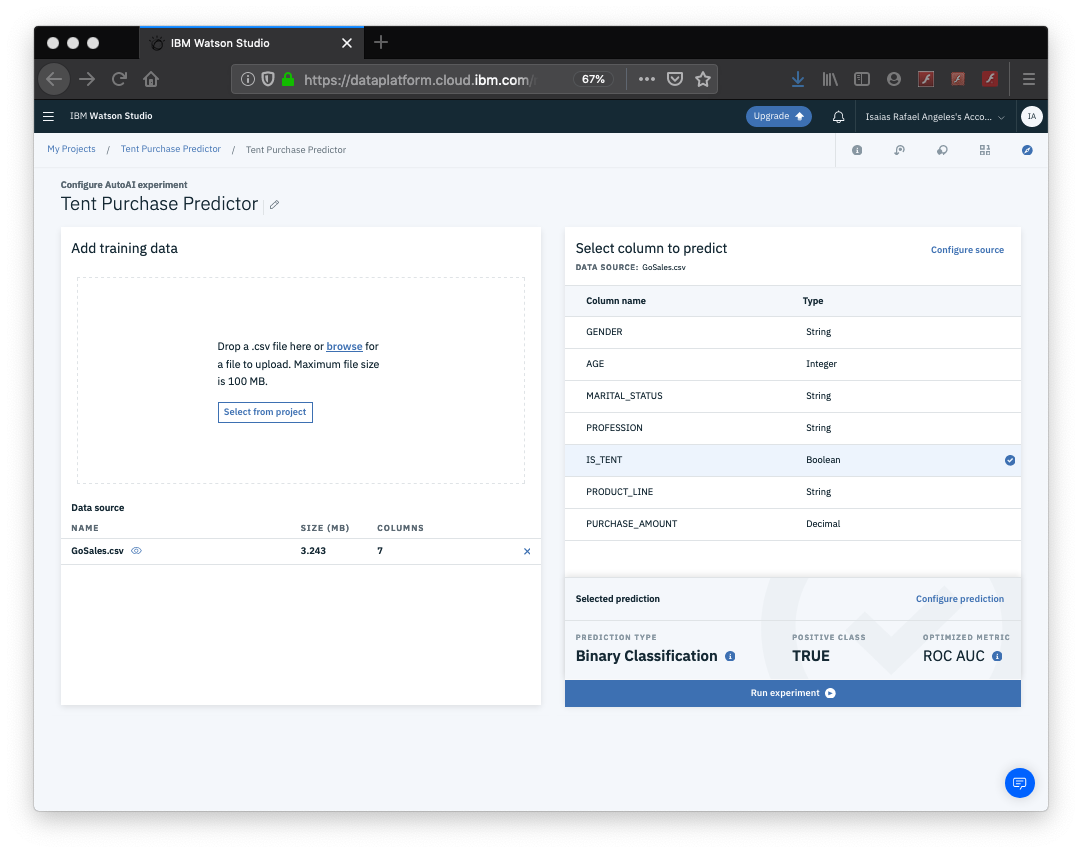 IBM Watson Studio
https://dataplatform.cloud.ibm.com/
67%
IBM Watson Studio
Upgrade
Isaias Rafael Angeles's Acco...
IA
My Projects / Tent Purchase Predictor / Tent Purchase Predictor
Configure AutoAI experiment
Tent Purchase Predictor
Add training data
Drop a .csv file here or browse for
a file to upload. Maximum file size
is 100 MB.
Select from project
Data source
NAME SIZE (MB) COLUMNS
GoSales.csv 3.243 7
Select column to predict
Configure source
DATA SOURCE: GoSales.csv
Column name Type
GENDER String
AGE Integer
MARITAL_STATUS String
PROFESSION String
IS_TENT Boolean
PRODUCT_LINE String
PURCHASE_AMOUNT Decimal
Selected prediction
Configure prediction
PREDICTION TYPE POSITIVE CLASS OPTIMIZED METRIC
Binary Classification TRUE ROC AUC
Run experiment